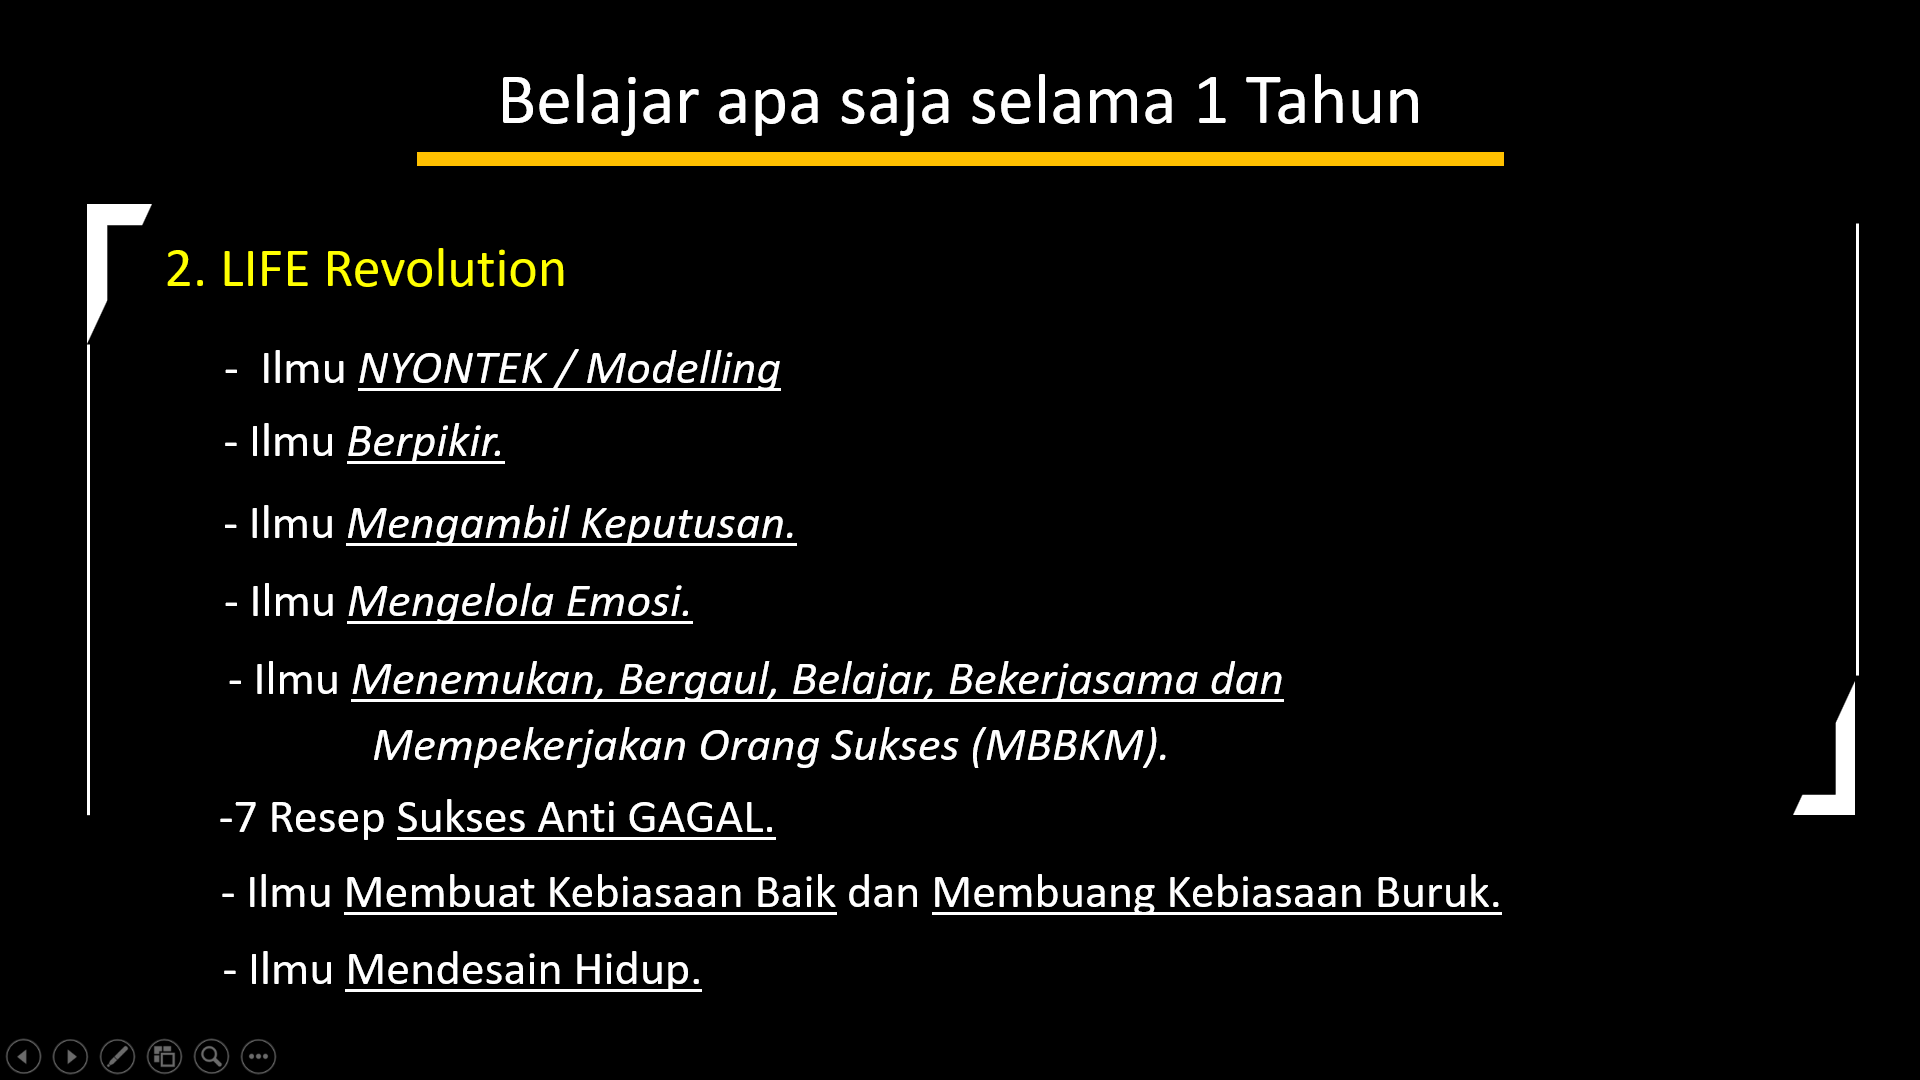 Belajar apa saja selama 1 Tahun
2. LIFE Revolution
- Ilmu NYONTEK / Modelling
- Ilmu Berpikir.
- Ilmu Mengambil Keputusan.
- Ilmu Mengelola Emosi.
- Ilmu Menemukan, Bergaul, Belajar, Bekerjasama dan
Mempekerjakan Orang Sukses (MBBKM).
-7 Resep Sukses Anti GAGAL.
- Ilmu Membuat Kebiasaan Baik dan Membuang Kebiasaan Buruk.
- Ilmu Mendesain Hidup.